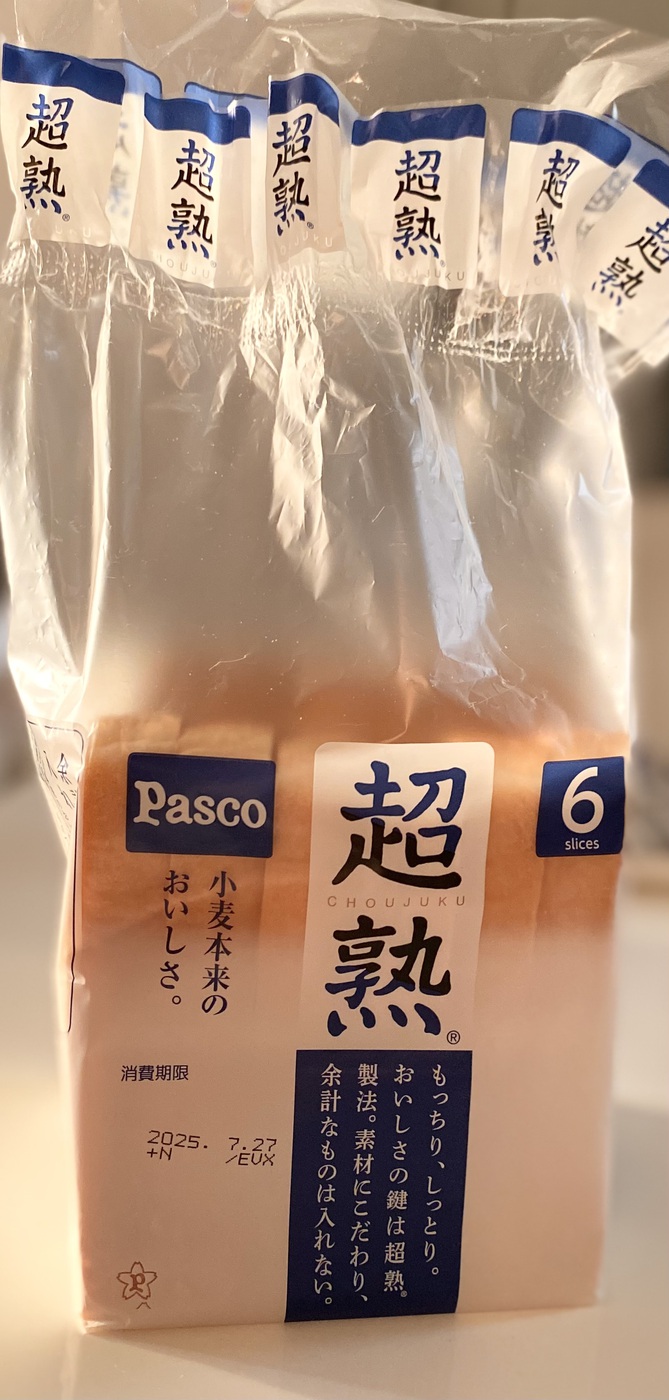 超熟®
超熟®
超熟®
超熟
CHOUJUKU
超熟
超熟
Pasco
小麦本来の
おいしさ。
超熟®
CHOUJUKU
6
slices
消費期限
2025. 7.27
+N /EUX
もっちり、しっとり。
おいしさの鍵は超熟®
製法。素材にこだわり、
余計なものは入れない。
P